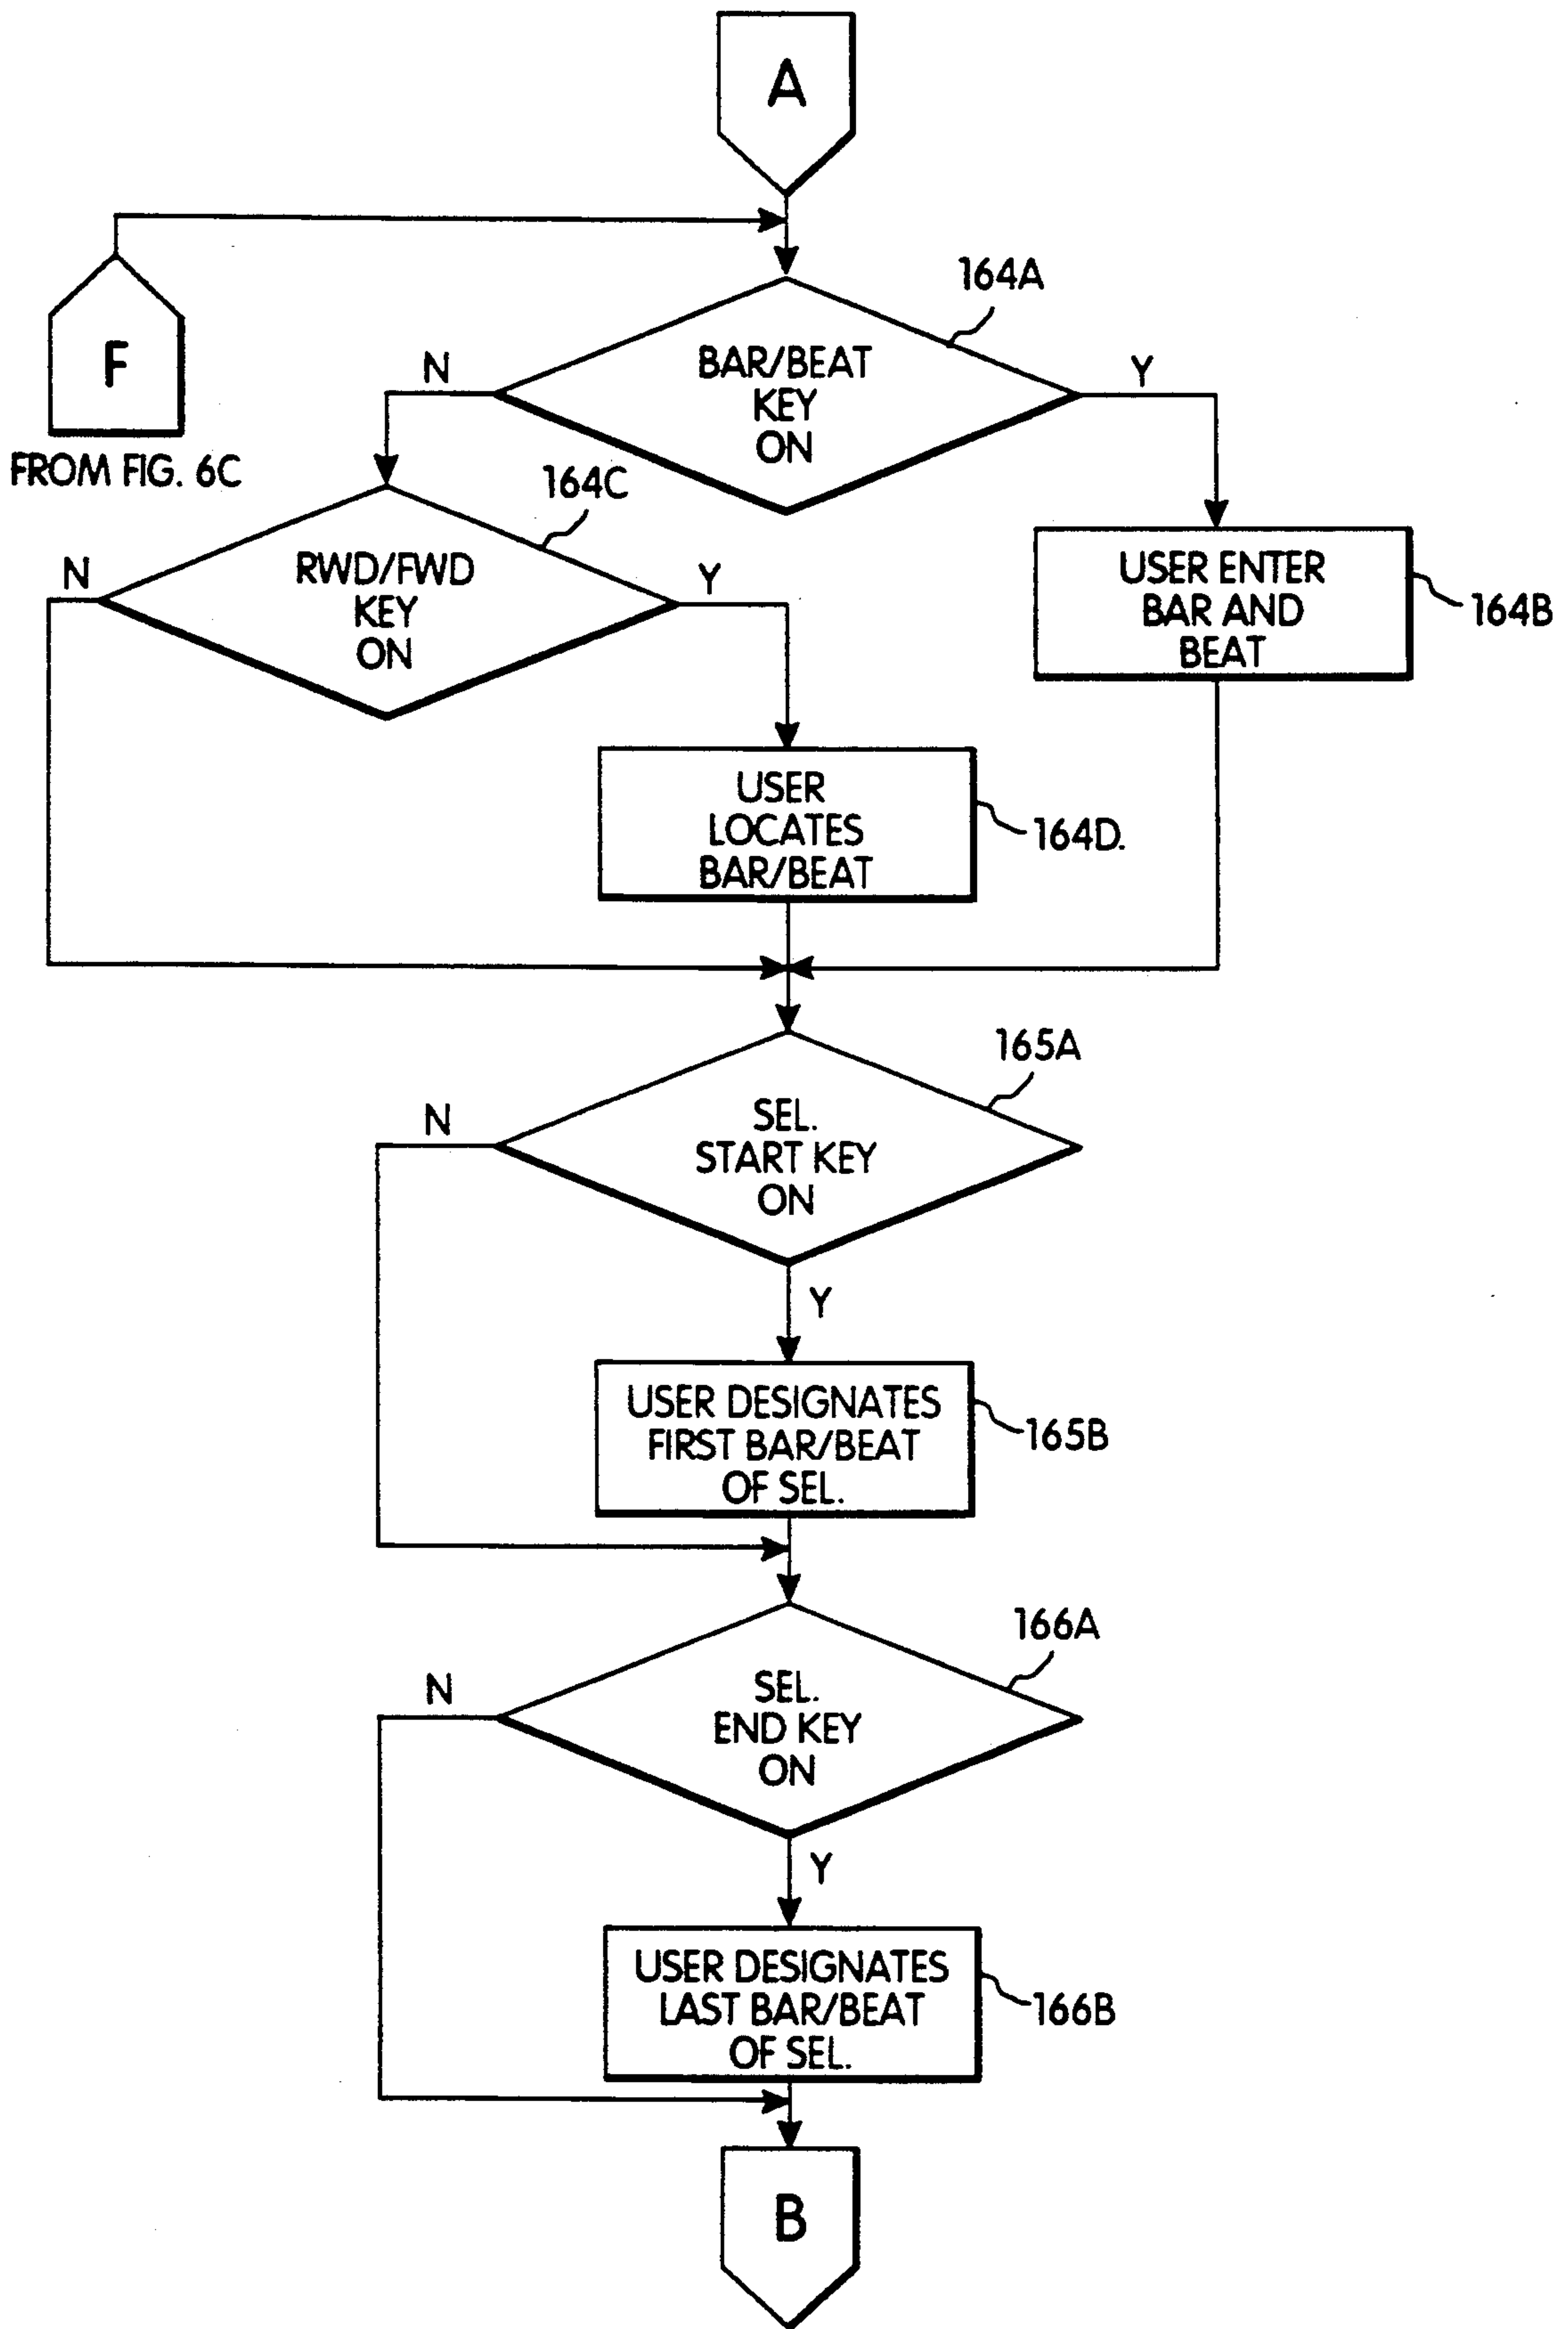 A
F
FROM FIG. 6C
164A
BAR/BEAT
KEY
ON
N
Y
164C
RWD/FWD
KEY
ON
N
Y
USER ENTER
BAR AND
BEAT
164B
USER
LOCATES
BAR/BEAT
164D.
165A
SEL.
START KEY
ON
N
Y
USER DESIGNATES
FIRST BAR/BEAT
OF SEL.
165B
166A
SEL.
END KEY
ON
N
Y
USER DESIGNATES
LAST BAR/BEAT
OF SEL.
166B
B